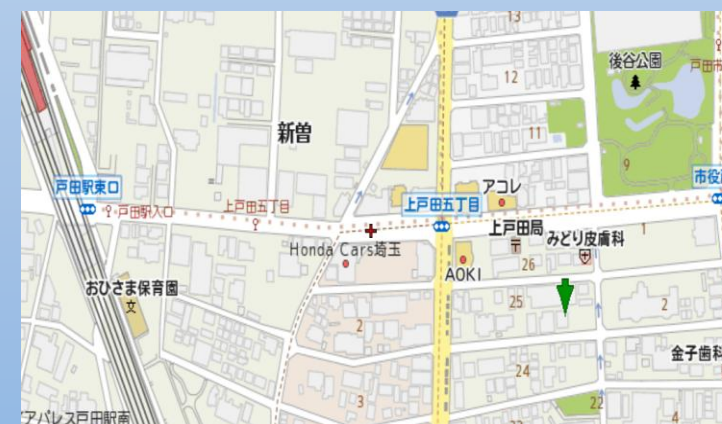 13
後谷公園
戸田市
12
新曽
11
9
アコレ
戸田駅東口
市役
戸田駅入口
上戸田五丁目
上戸田五丁目
1
上戸田局
みどり皮膚科
Honda Cars埼玉
26
AOKI
おひさま保育園
文
25
2
2
金子歯科
24
3
22
4
アパレス戸田駅南